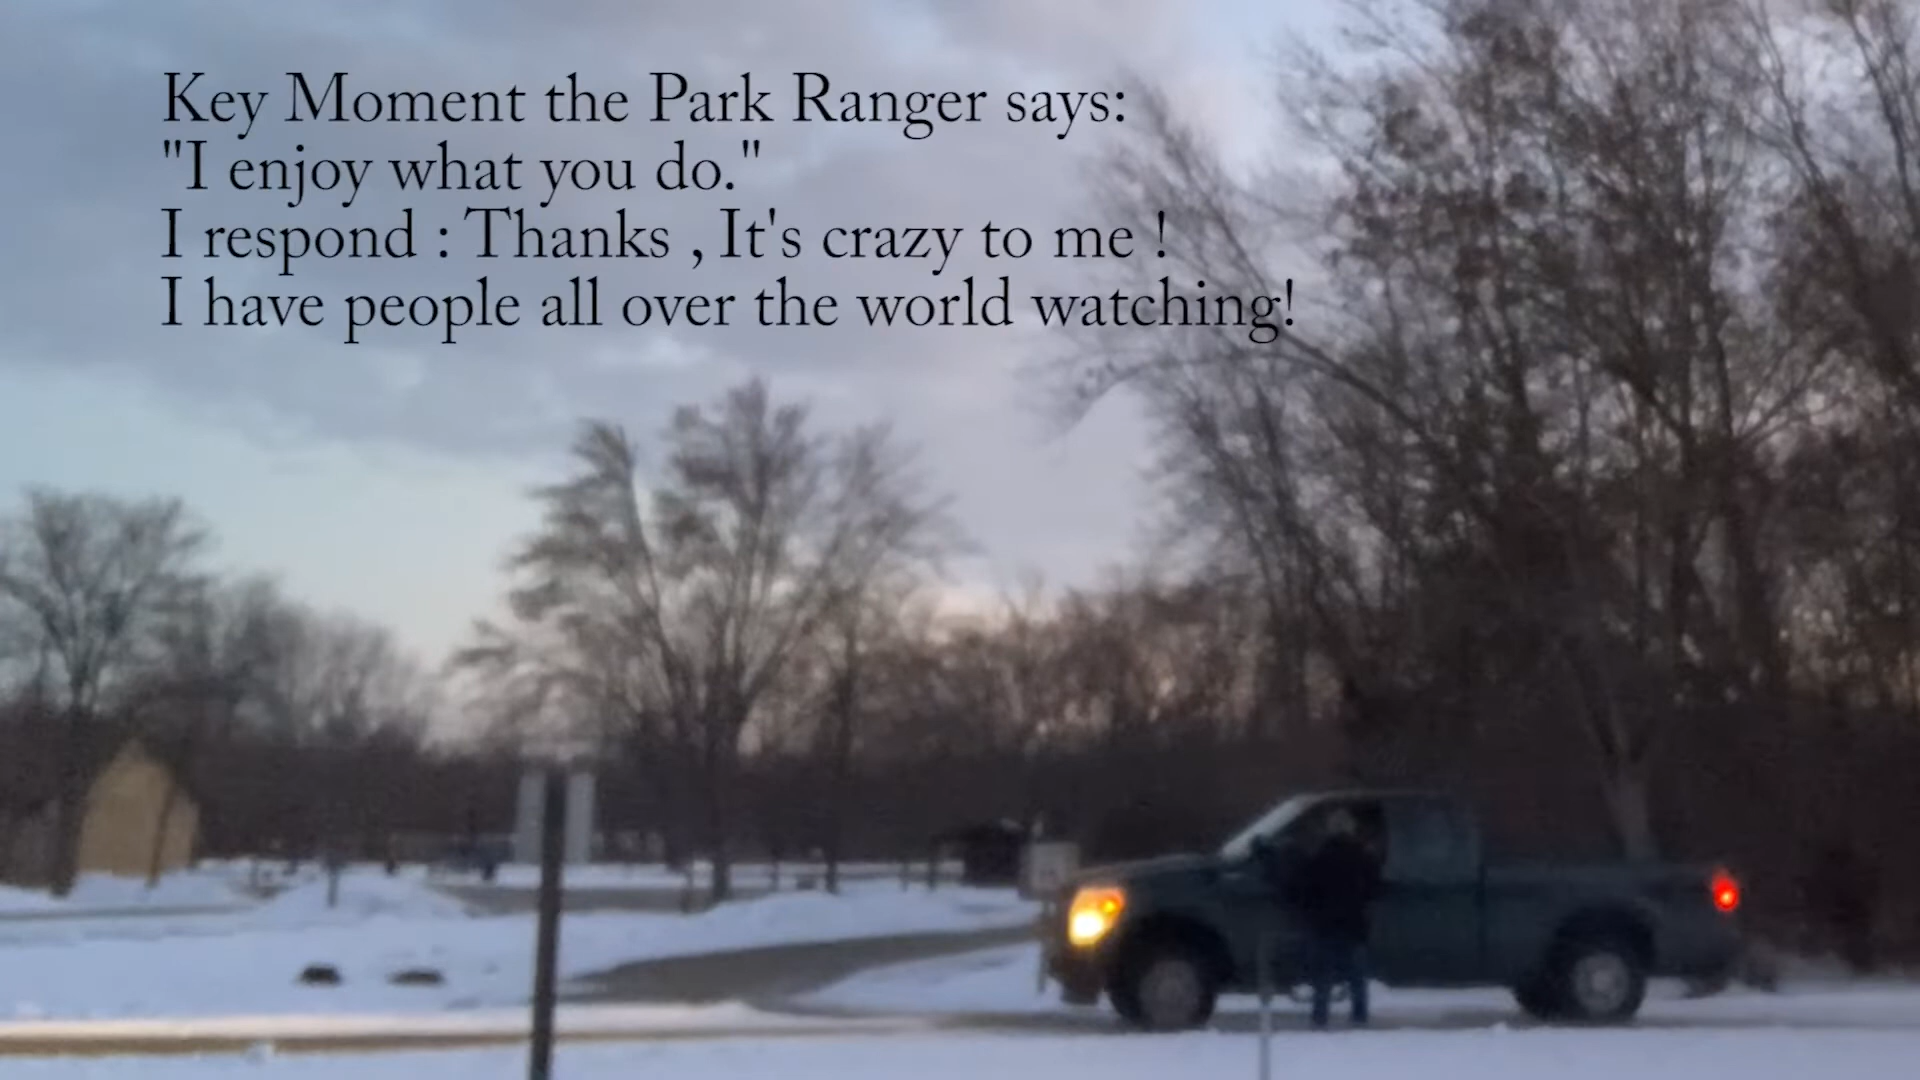 Key Moment the Park Ranger says:
"I enjoy what you do."
I respond : Thanks , It's crazy to me !
I have people all over the world watching!